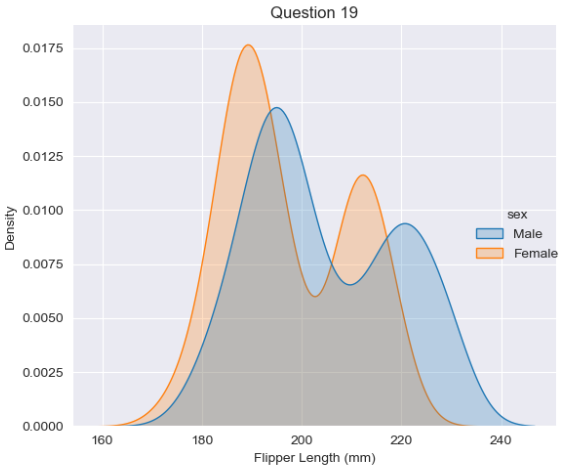 Question 19
0.0175
0.0150
0.0125
0.0100
0.0075
0.0050
0.0025
0.0000
Density
sex
Male
Female
160 180 200 220 240
Flipper Length (mm)